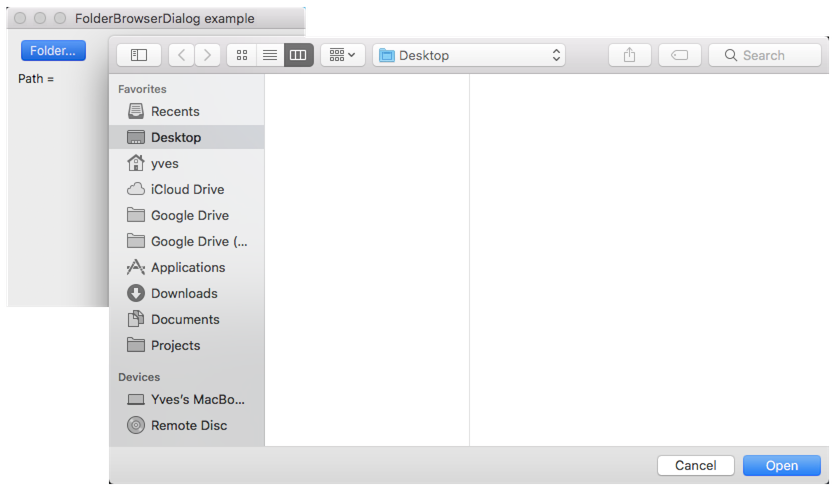 FolderBrowserDialog example
Folder...
Path =
Desktop
Search
Favorites
Recents
Desktop
yves
iCloud Drive
Google Drive
Google Drive (...
Applications
Downloads
Documents
Projects
Devices
Yves's MacBo...
Remote Disc
Cancel
Open